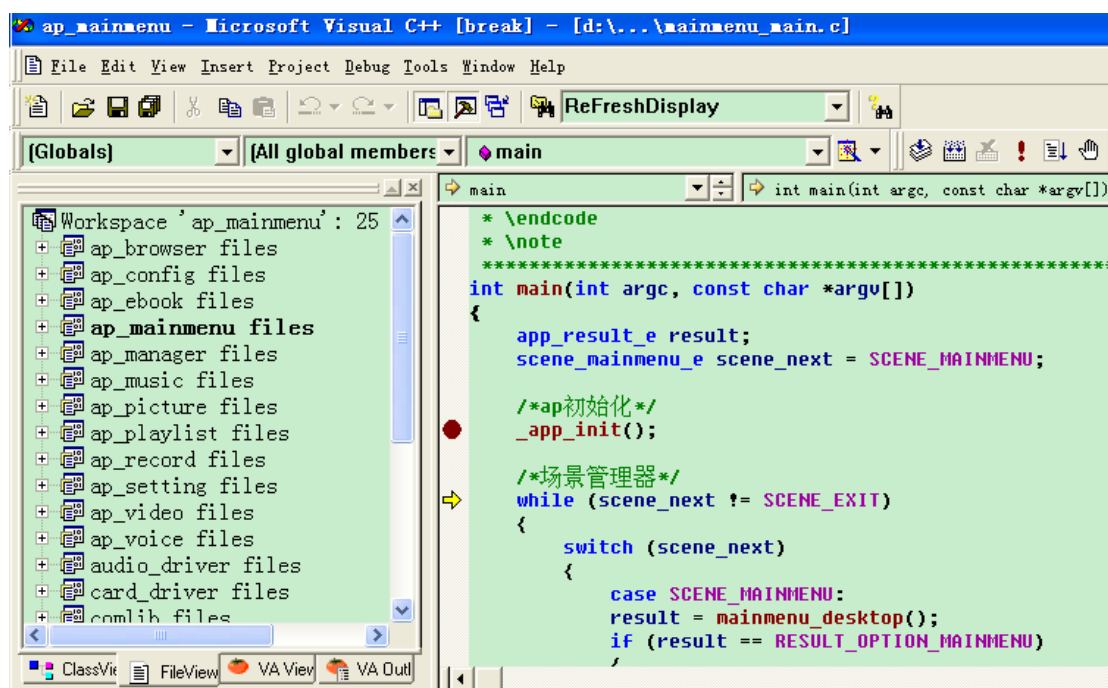 ap_mainmenu - Microsoft Visual C++ [break] - [d:\...\mainmenu_main.c]
File Edit View Insert Project Debug Tools Window Help
ReFreshDisplay
(Globals) (All global members main
main int main(int argc, const char *argv[])
Workspace 'ap_mainmenu': 25
ap_browser files
ap_config files
ap_ebook files
ap_mainmenu files
ap_manager files
ap_music files
ap_picture files
ap_playlist files
ap_record files
ap_setting files
ap_video files
ap_voice files
audio_driver files
card_driver files
comlib files
ClassVie FileView VA View VA Outl
* \endcode
* \note
*******************************************************
int main(int argc, const char *argv[])
{
app_result_e result;
scene_mainmenu_e scene_next = SCENE_MAINMENU;
/*ap初始化*/
_app_init();
/*场景管理器*/
while (scene_next != SCENE_EXIT)
{
switch (scene_next)
{
case SCENE_MAINMENU:
result = mainmenu_desktop();
if (result == RESULT_OPTION_MAINMENU)
{